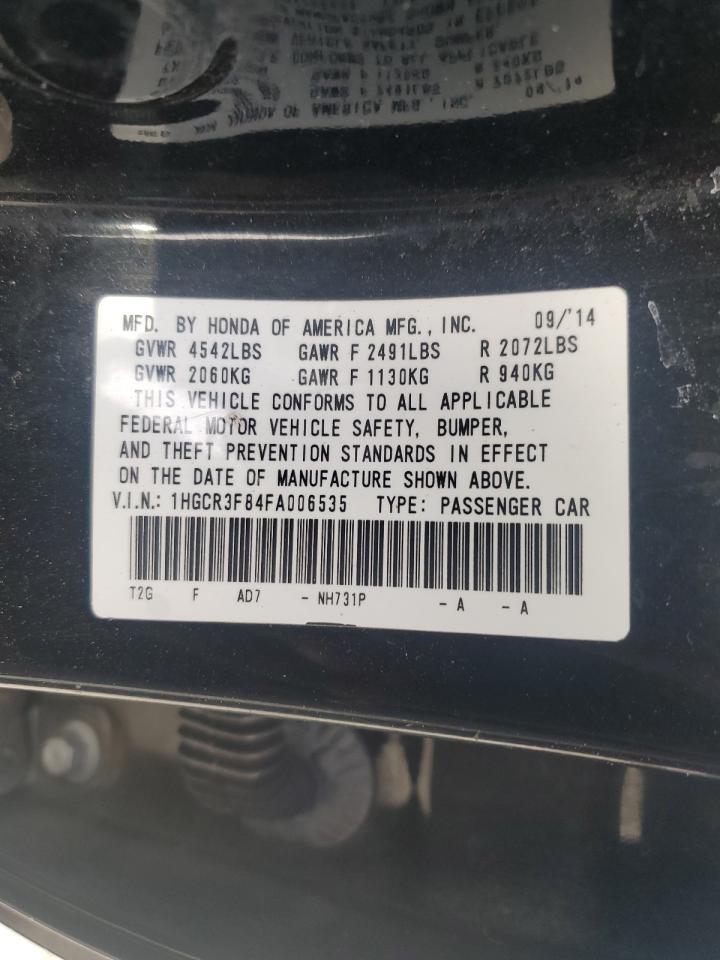 MFD. BY HONDA OF AMERICA MFG., INC. 09/'14
GVWR 4542LBS GAWR F 2491LBS R 2072LBS
GVWR 2060KG GAWR F 1130KG R 940KG
THIS VEHICLE CONFORMS TO ALL APPLICABLE
FEDERAL MOTOR VEHICLE SAFETY, BUMPER,
AND THEFT PREVENTION STANDARDS IN EFFECT
ON THE DATE OF MANUFACTURE SHOWN ABOVE.
V.I.N.: 1HGCR3F84FA006535 TYPE: PASSENGER CAR
T2G F AD7 - NH731P - A - A